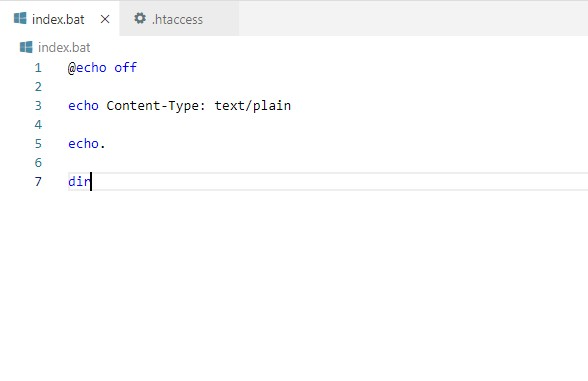 index.bat
.htaccess
index.bat
1 @echo off
2
3 echo Content-Type: text/plain
4
5 echo.
6
7 dir